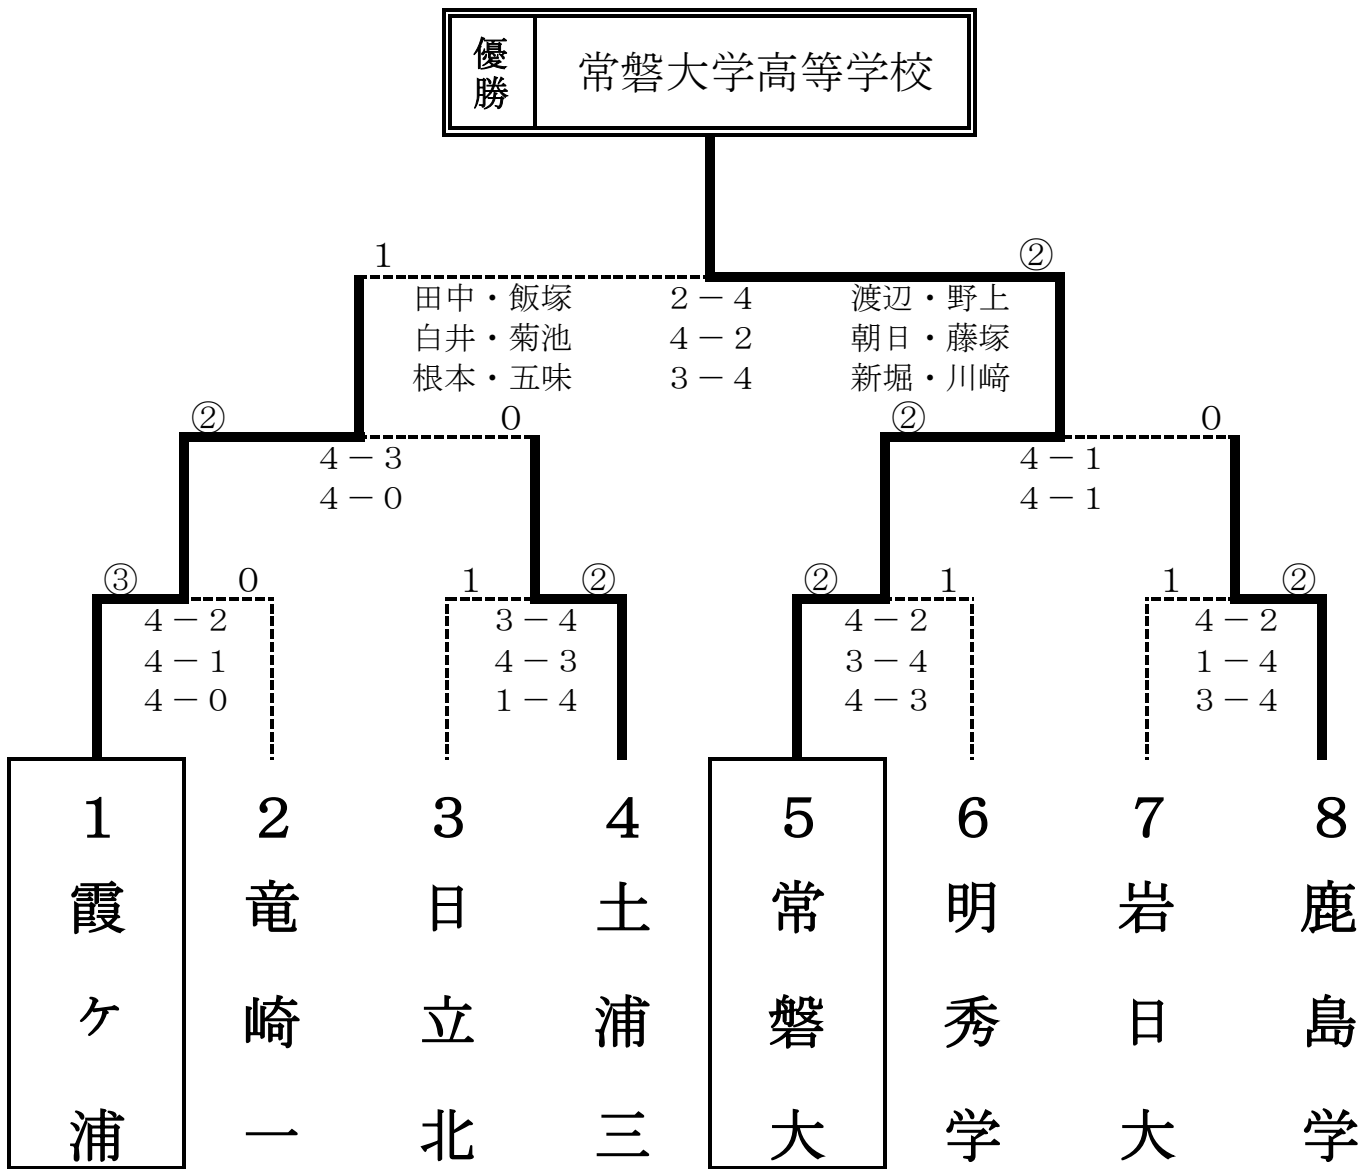 優勝 常磐大学高等学校
1 ②
田中・飯塚 2－4 渡辺・野上
白井・菊池 4－2 朝日・藤塚
根本・五味 3－4 新堀・川﨑
② 0 ② 0
4－3 4－1
4－0 4－1
③ 0 1 ② ② 1 1 ②
4－2 3－4 4－2 4－2
4－1 4－3 3－4 1－4
4－0 1－4 4－3 3－4
1 2 3 4 5 6 7 8
霞ケ浦
竜崎一
日立北
土浦三
常磐大
明秀学
岩日大
鹿島学